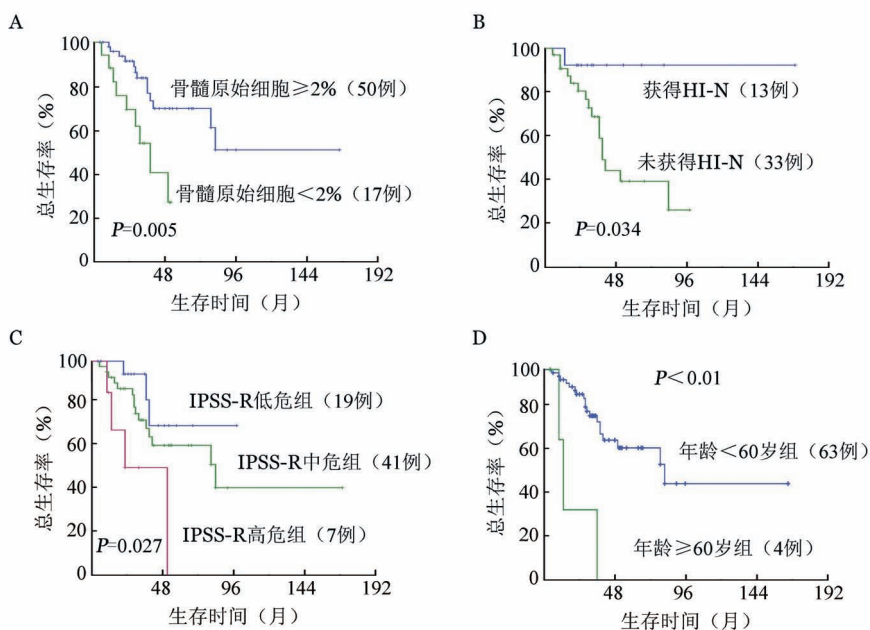 A
总生存率（%）
100
80
60
40
20
0
骨髓原始细胞≥2%（50例）
骨髓原始细胞＜2%（17例）
P=0.005
48
96
144
192
生存时间（月）
B
总生存率（%）
100
80
60
40
20
0
获得HI-N（13例）
未获得HI-N（33例）
P=0.034
48
96
144
192
生存时间（月）
C
总生存率（%）
100
80
60
40
20
0
IPSS-R低危组（19例）
IPSS-R中危组（41例）
IPSS-R高危组（7例）
P=0.027
48
96
144
192
生存时间（月）
D
总生存率（%）
100
80
60
40
20
0
P＜0.01
年龄＜60岁组（63例）
年龄≥60岁组（4例）
48
96
144
192
生存时间（月）